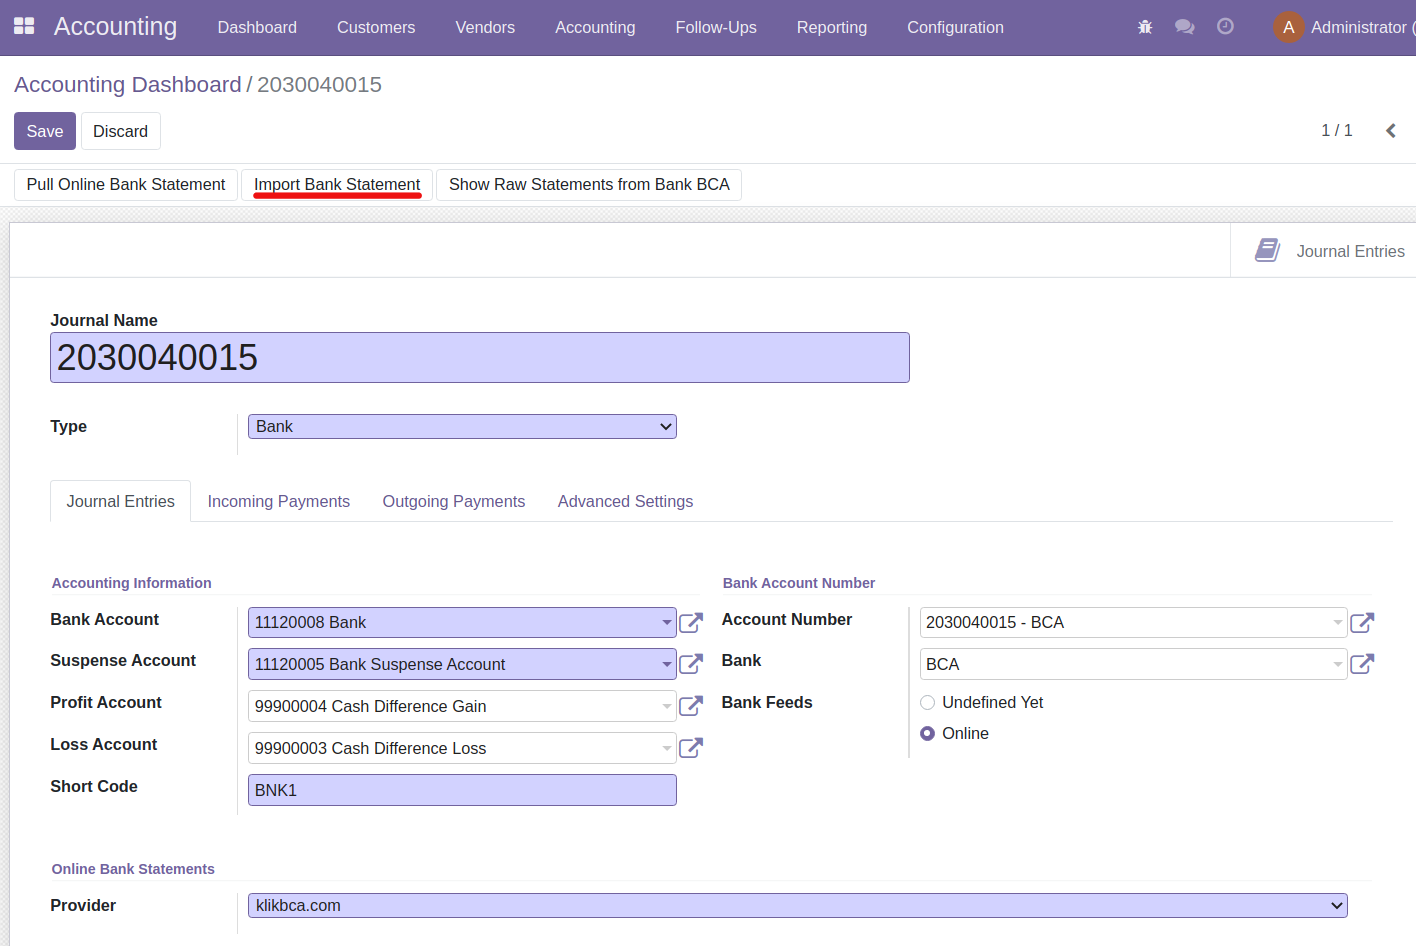 Accounting Dashboard Customers Vendors Accounting Follow-Ups Reporting Configuration A Administrator (
Accounting Dashboard / 2030040015
Save Discard 1 / 1
Pull Online Bank Statement Import Bank Statement Show Raw Statements from Bank BCA
Journal Entries
Journal Name
2030040015
Type Bank
Journal Entries Incoming Payments Outgoing Payments Advanced Settings
Accounting Information Bank Account Number
Bank Account 11120008 Bank Account Number 2030040015 - BCA
Suspense Account 11120005 Bank Suspense Account Bank BCA
Profit Account 99900004 Cash Difference Gain Bank Feeds Undefined Yet
Online
Loss Account 99900003 Cash Difference Loss
Short Code BNK1
Online Bank Statements
Provider klikbca.com